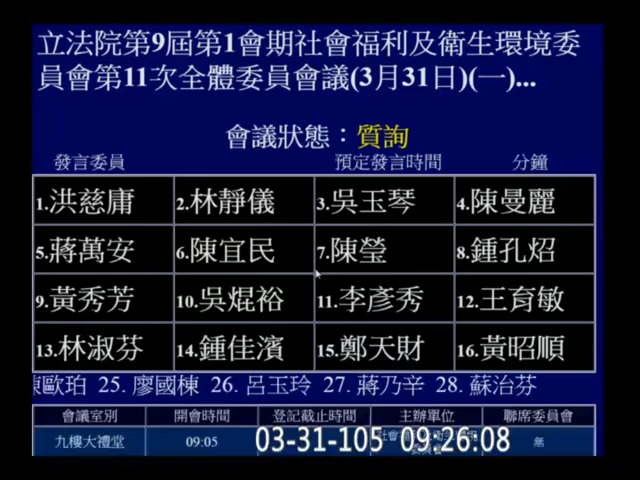 立法院第9屆第1會期社會福利及衛生環境委
員會第11次全體委員會議(3月31日)(一)...
會議狀態：質詢
發言委員 預定發言時間 分鐘
1.洪慈庸 2.林靜儀 3.吳玉琴 4.陳曼麗
5.蔣萬安 6.陳宜民 7.陳瑩 8.鍾孔炤
9.黃秀芳 10.吳焜裕 11.李彥秀 12.王育敏
13.林淑芬 14.鍾佳濱 15.鄭天財 16.黃昭順
陳歐珀 25. 廖國棟 26. 呂玉玲 27. 蔣乃辛 28. 蘇治芬
會議室別 開會時間 登記截止時間 主辦單位 聯席委員會
九樓大禮堂 09:05 03-31-105 09:26:08 無